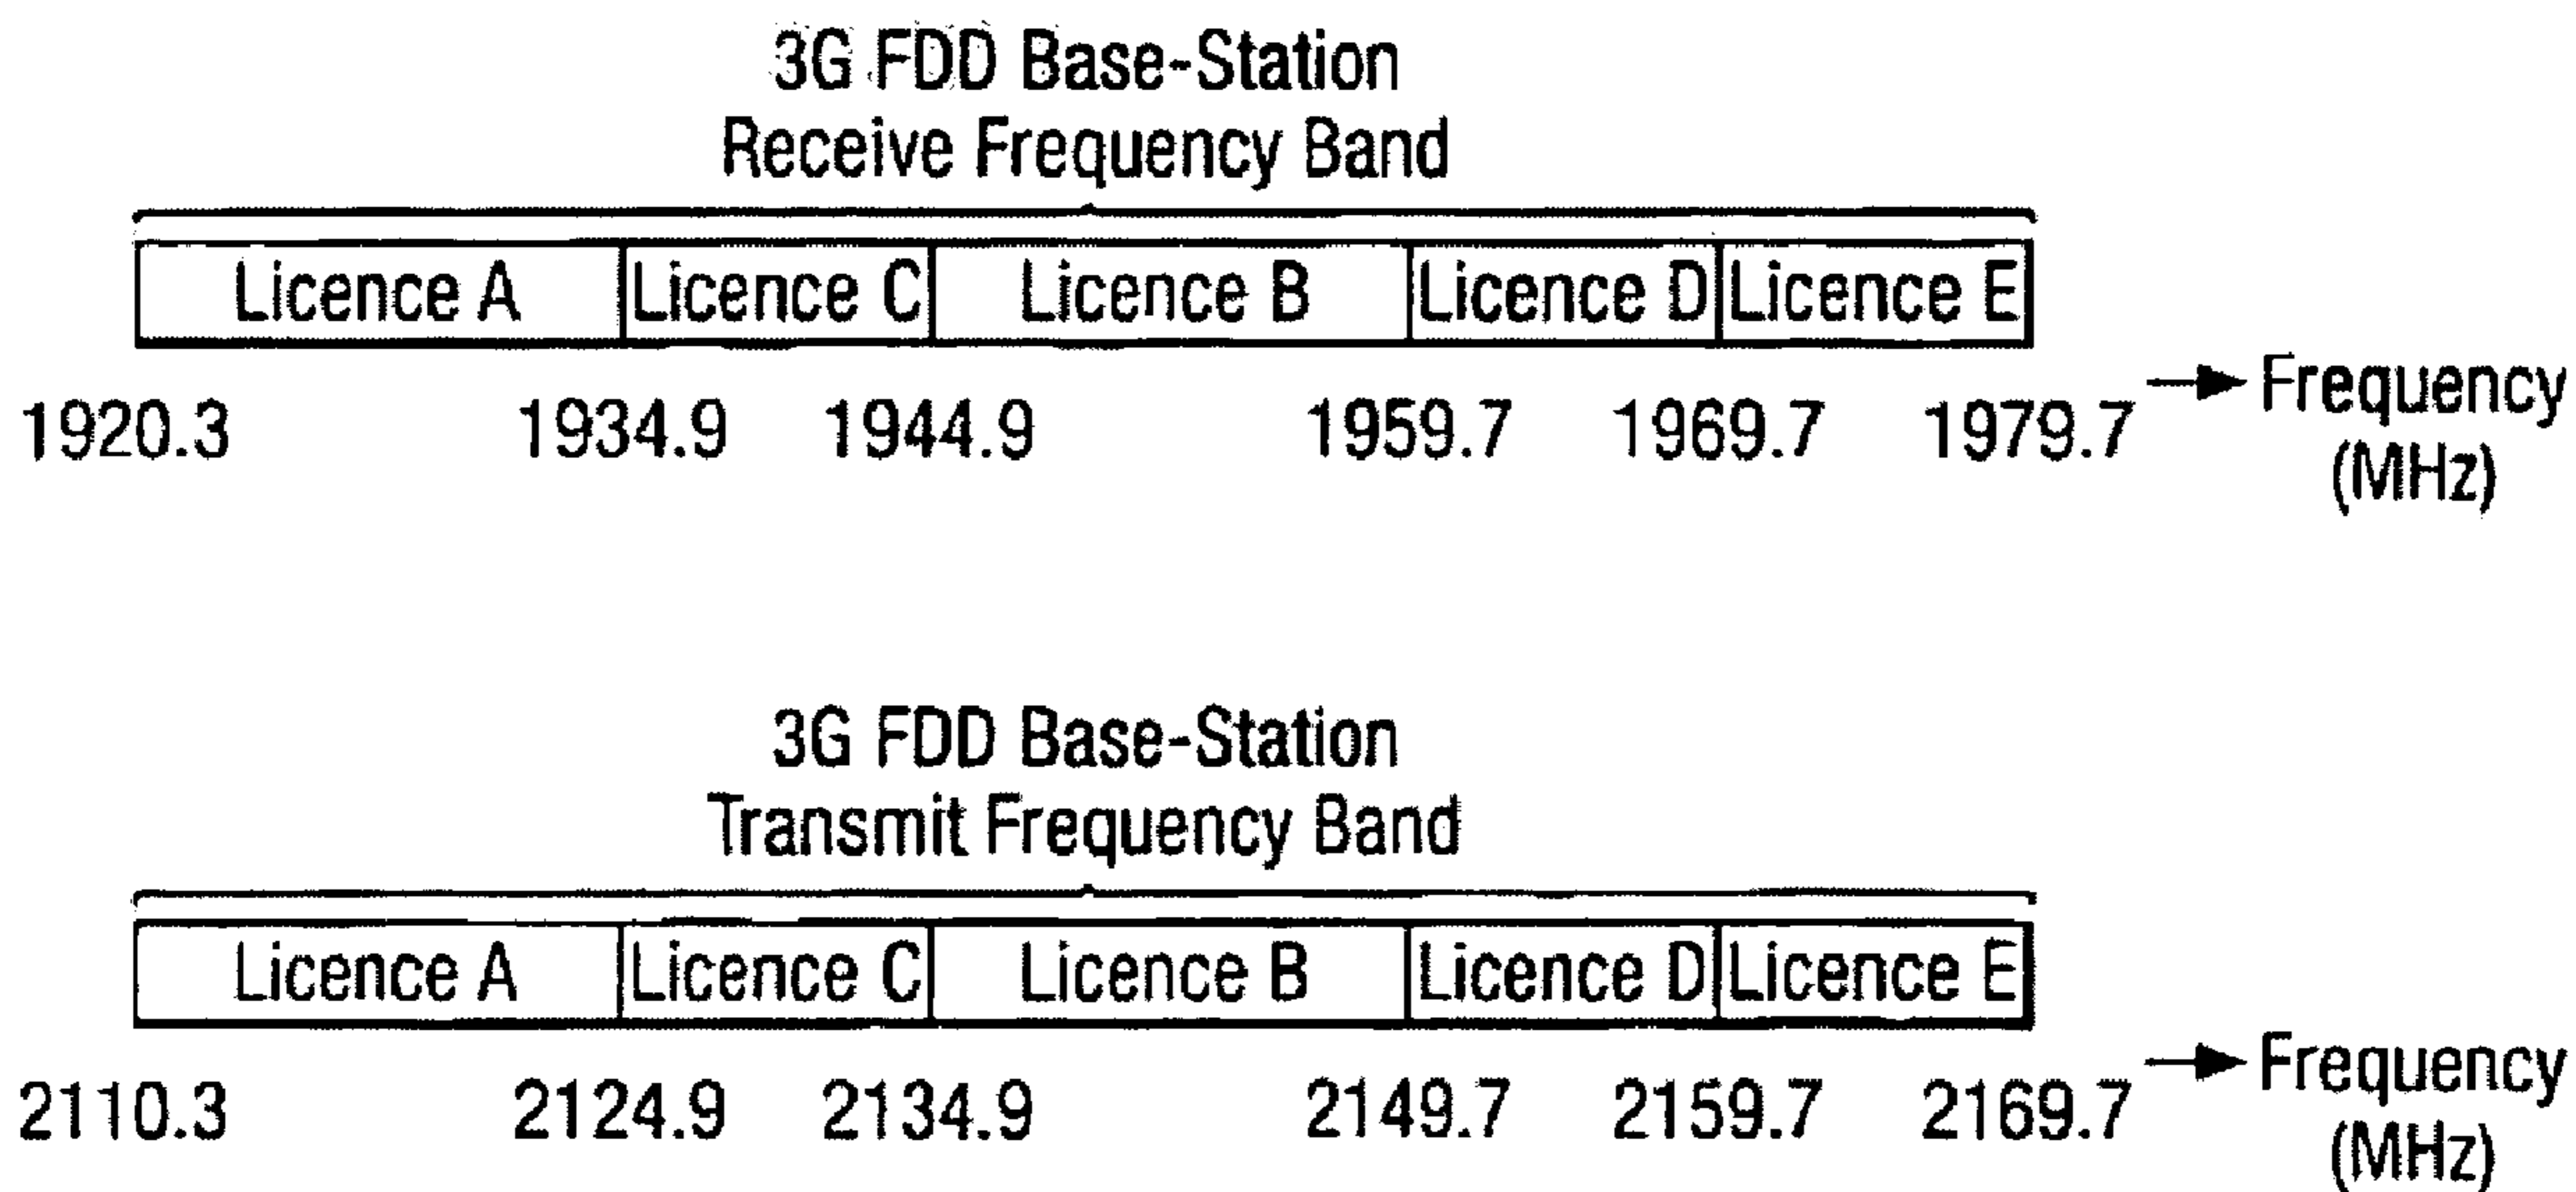 3G FDD Base-Station
Receive Frequency Band
Licence A Licence C Licence B Licence D Licence E
1920.3 1934.9 1944.9 1959.7 1969.7 1979.7 Frequency
(MHz)
3G FDD Base-Station
Transmit Frequency Band
Licence A Licence C Licence B Licence D Licence E
2110.3 2124.9 2134.9 2149.7 2159.7 2169.7 Frequency
(MHz)